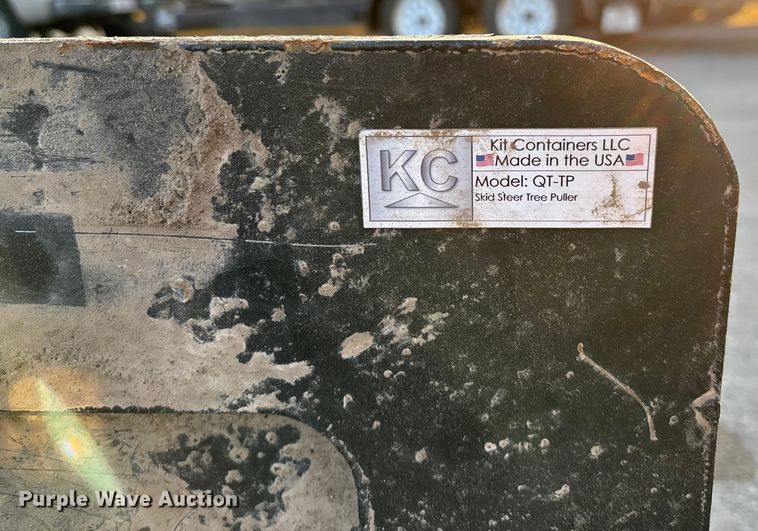 KC
Kit Containers LLC
Made in the USA
Model: QT-TP
Skid Steer Tree Puller
Purple Wave Auction